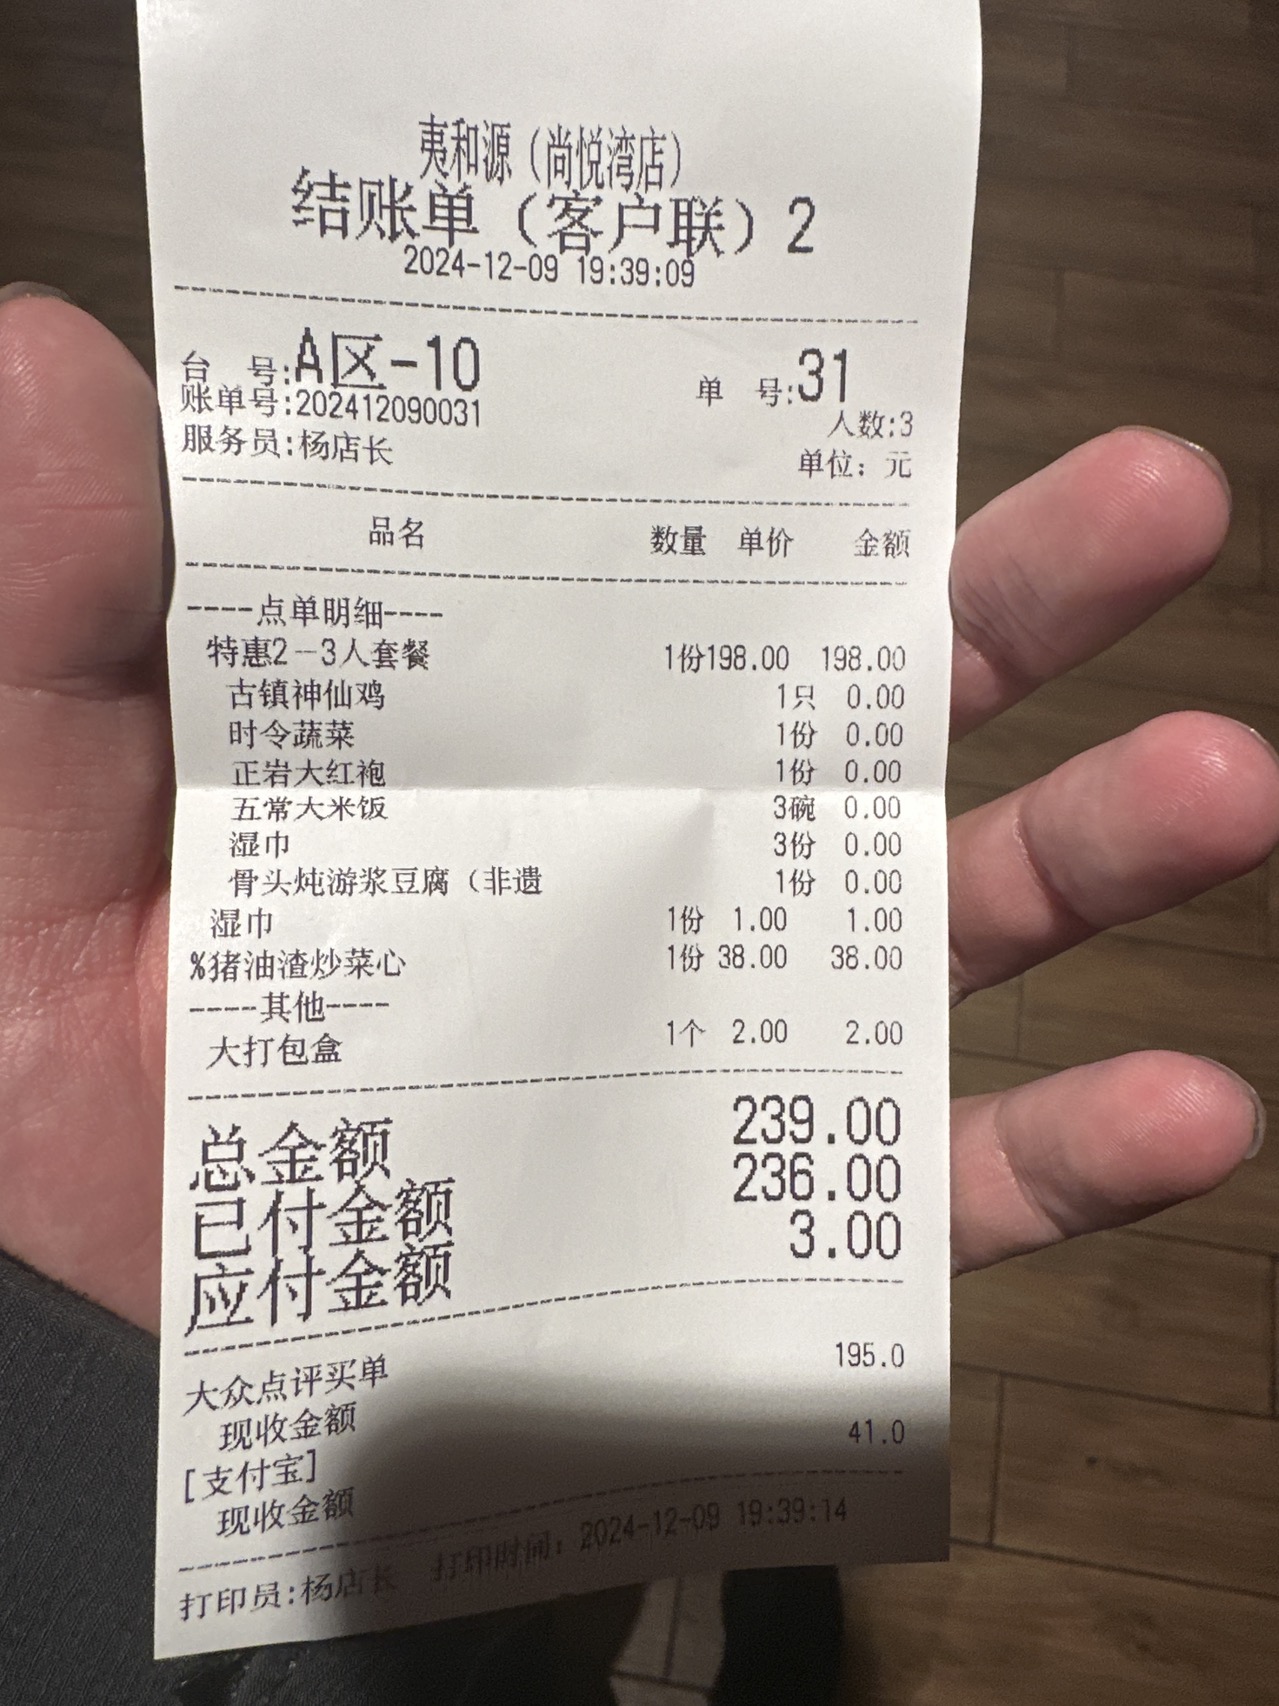 夷和源（尚悦湾店）
结账单（客户联）2
2024-12-09 19:39:09
台 号:A区-10 单 号:31
账单号:202412090031 人数:3
服务员:杨店长 单位：元
品名 数量 单价 金额
----点单明细----
特惠2-3人套餐 1份198.00 198.00
古镇神仙鸡 1只 0.00
时令蔬菜 1份 0.00
正岩大红袍 1份 0.00
五常大米饭 3碗 0.00
湿巾 3份 0.00
骨头炖游浆豆腐（非遗 1份 0.00
湿巾 1份 1.00 1.00
%猪油渣炒菜心 1份 38.00 38.00
----其他----
大打包盒 1个 2.00 2.00
总金额 239.00
已付金额 236.00
应付金额 3.00
大众点评买单
现收金额 195.0
[支付宝]
现收金额 41.0
打印员:杨店长 打印时间：2024-12-09 19:39:14